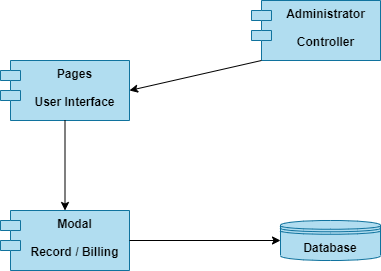 Administrator
Controller
Pages
User Interface
Modal
Record / Billing
Database